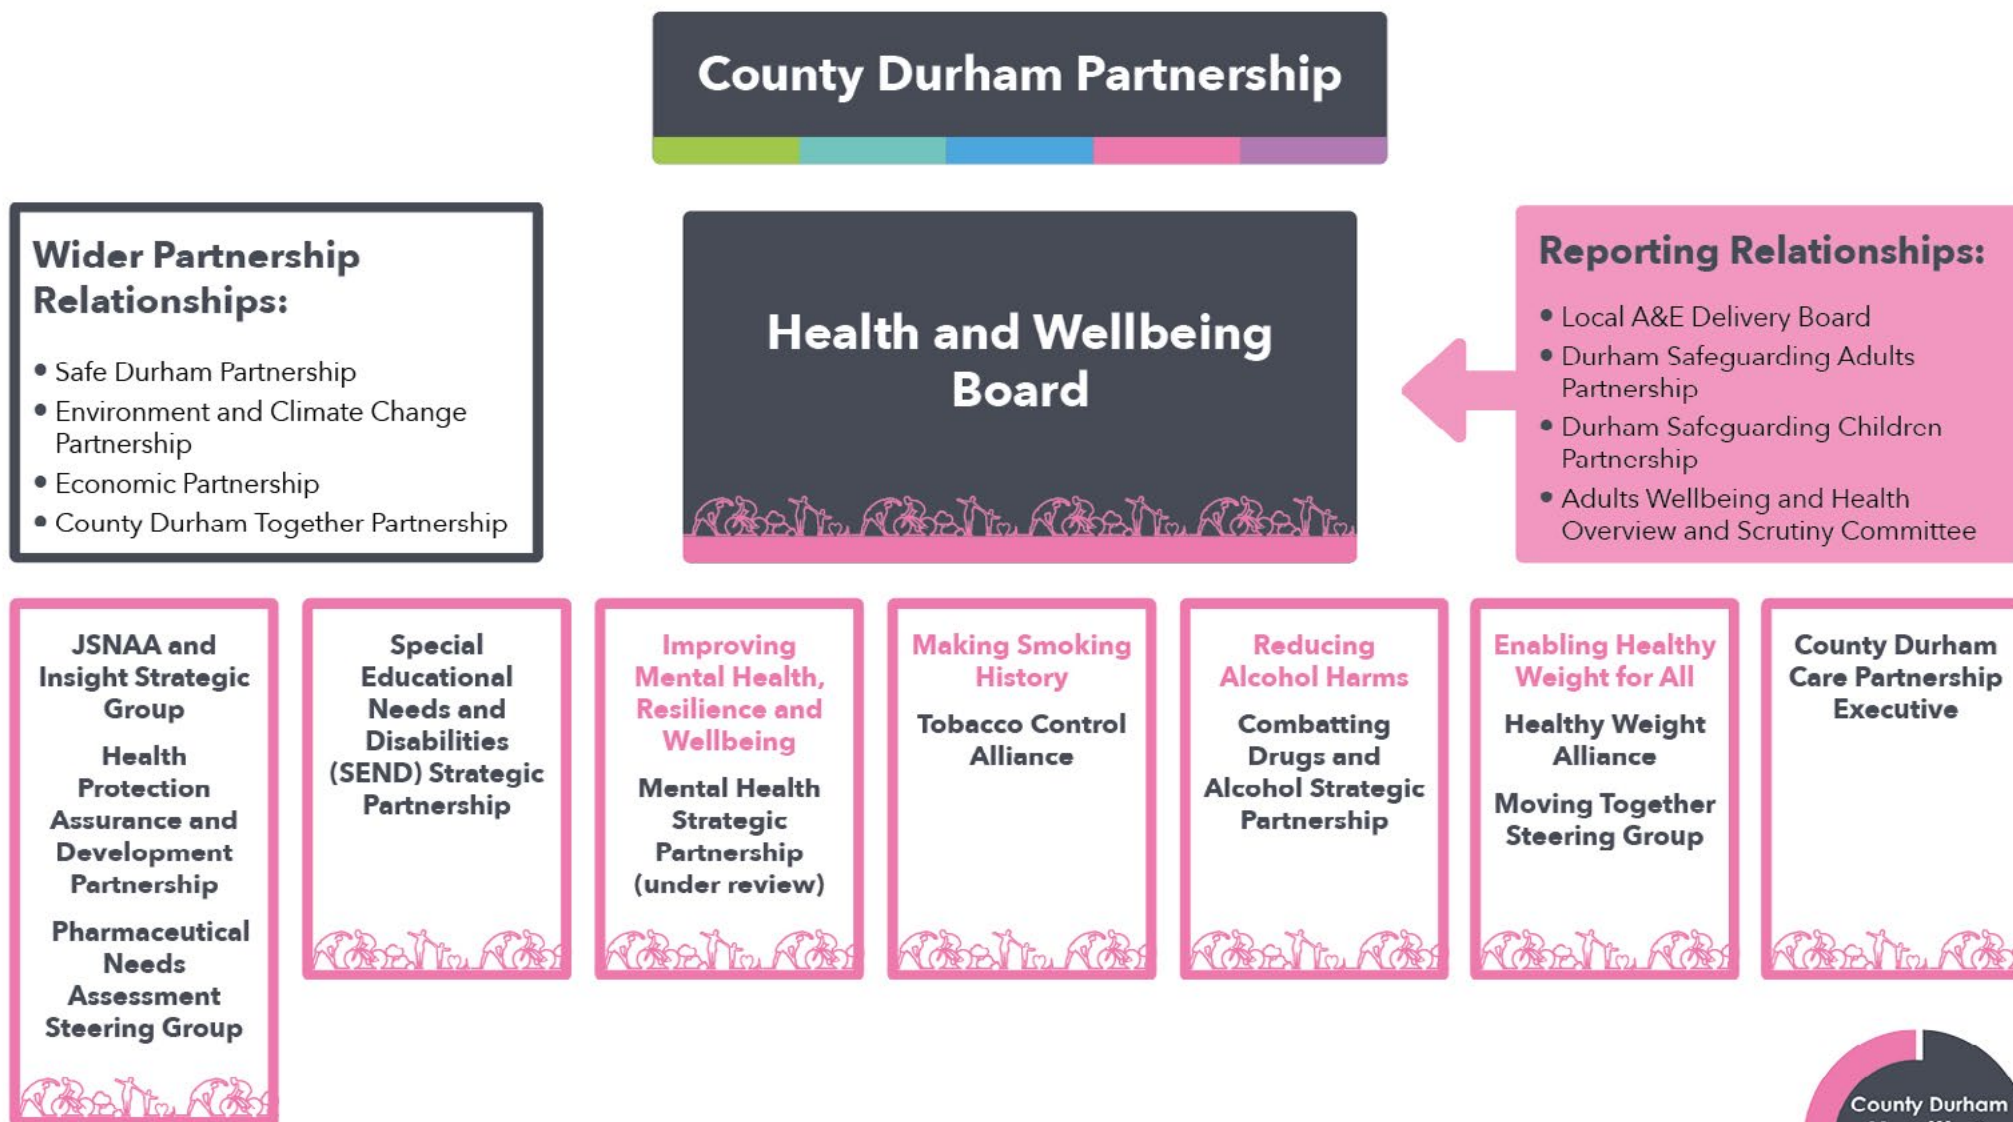 County Durham Partnership
Wider Partnership
Relationships:
• Safe Durham Partnership
• Environment and Climate Change
Partnership
• Economic Partnership
• County Durham Together Partnership
Health and Wellbeing
Board
Reporting Relationships:
• Local A&E Delivery Board
• Durham Safeguarding Adults
Partnership
• Durham Safeguarding Children
Partnership
• Adults Wellbeing and Health
Overview and Scrutiny Committee
JSNAA and
Insight Strategic
Group
Health
Protection
Assurance and
Development
Partnership
Pharmaceutical
Needs
Assessment
Steering Group
Special
Educational
Needs and
Disabilities
(SEND) Strategic
Partnership
Improving
Mental Health,
Resilience and
Wellbeing
Mental Health
Strategic
Partnership
(under review)
Making Smoking
History
Tobacco Control
Alliance
Reducing
Alcohol Harms
Combatting
Drugs and
Alcohol Strategic
Partnership
Enabling Healthy
Weight for All
Healthy Weight
Alliance
Moving Together
Steering Group
County Durham
Care Partnership
Executive
County Durham